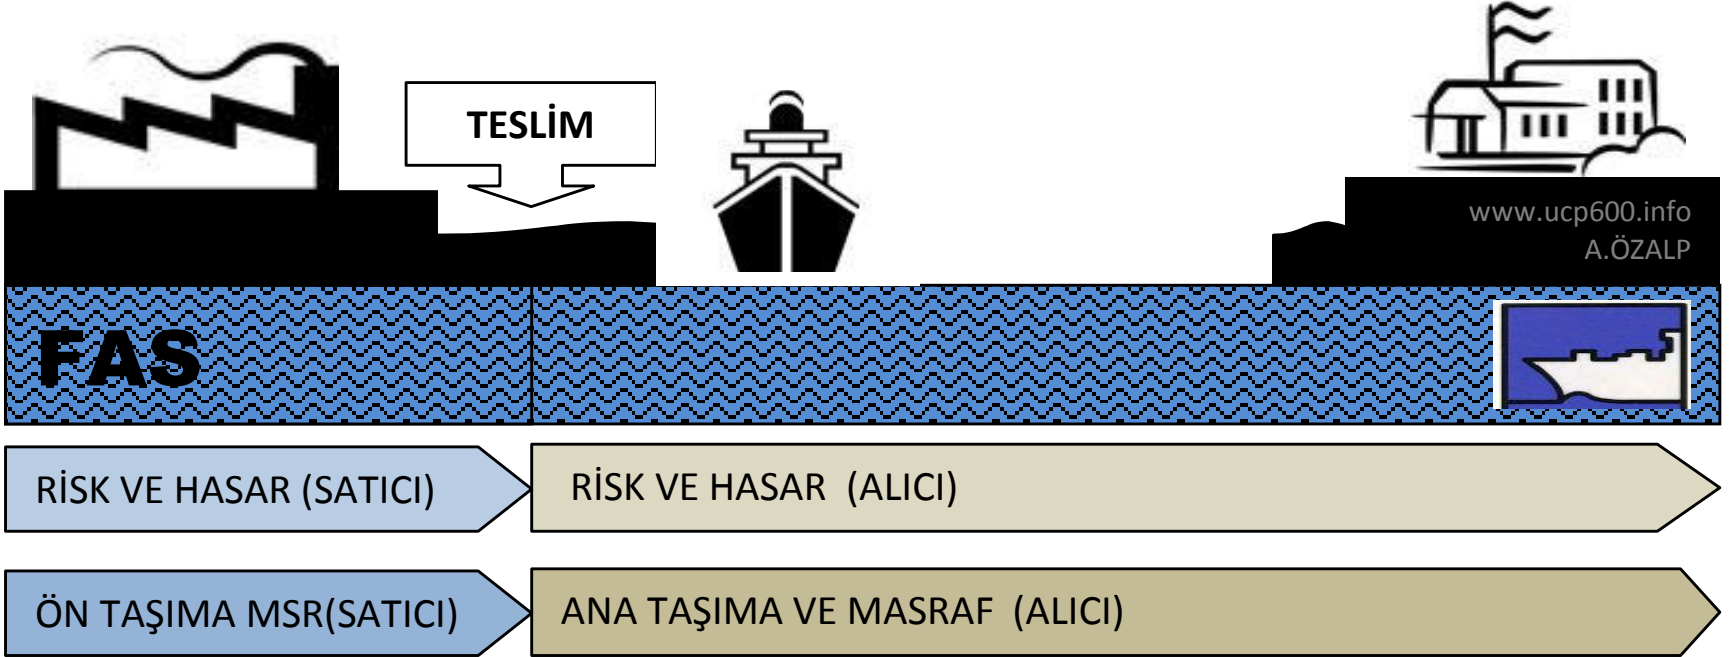 TESLİM
www.ucp600.info
A.ÖZALP
FAS
RİSK VE HASAR (SATICI)
RİSK VE HASAR (ALICI)
ÖN TAŞIMA MSR(SATICI)
ANA TAŞIMA VE MASRAF (ALICI)